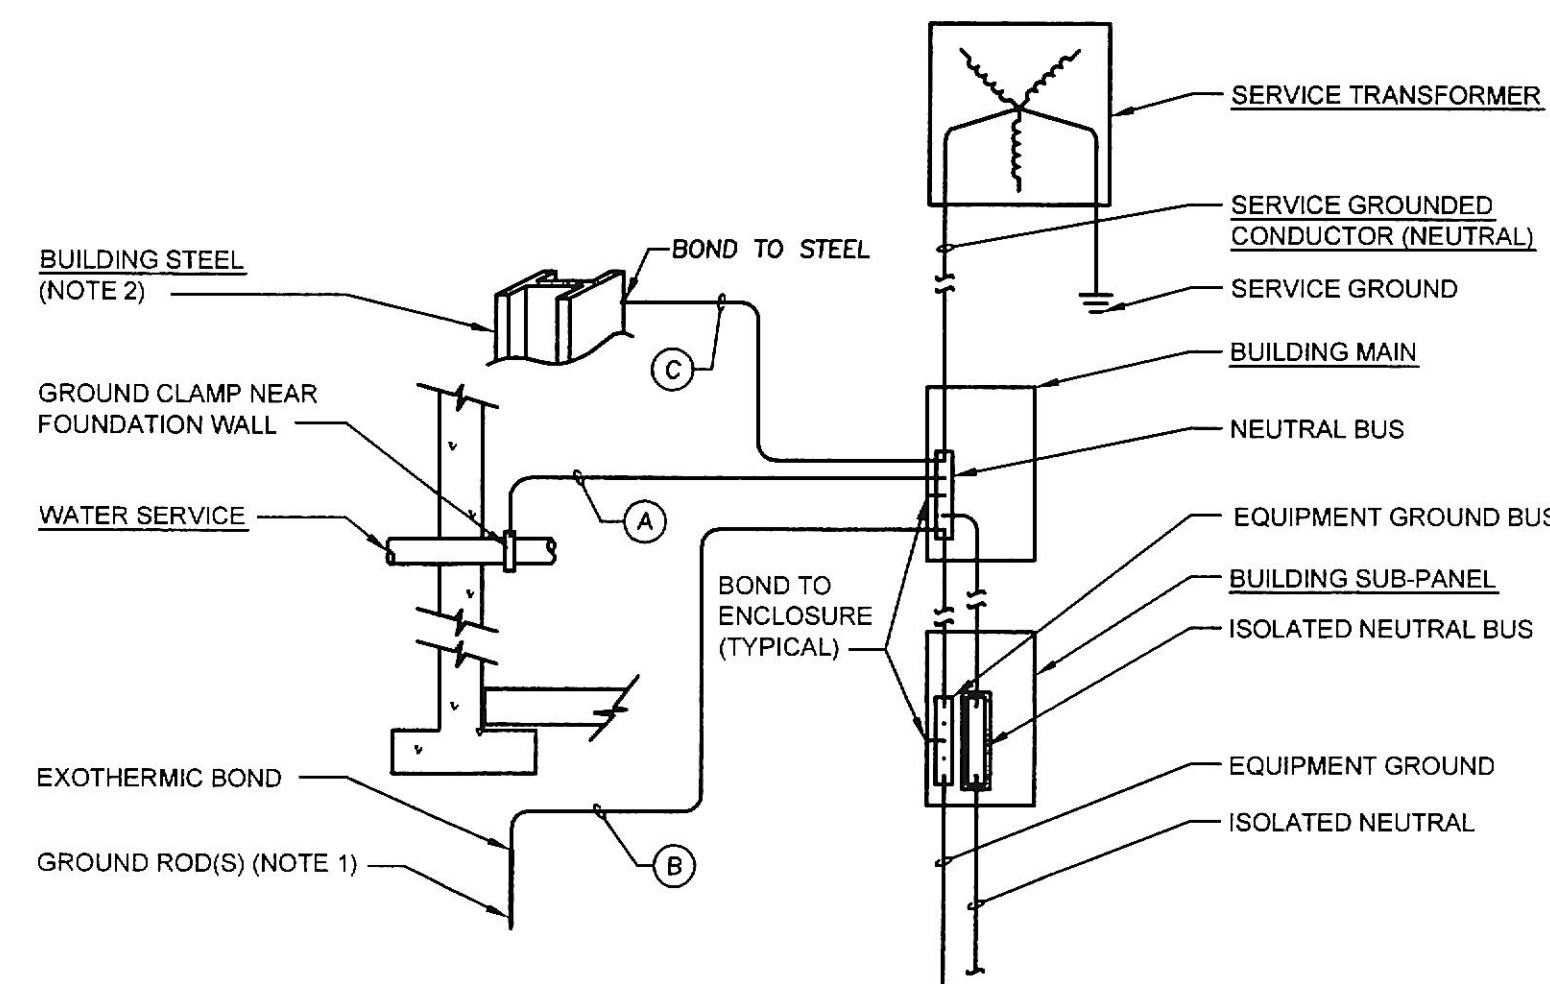 SERVICE TRANSFORMER
SERVICE GROUNDED
CONDUCTOR (NEUTRAL)
SERVICE GROUND
BUILDING MAIN
NEUTRAL BUS
EQUIPMENT GROUND BUS
BUILDING SUB-PANEL
ISOLATED NEUTRAL BUS
EQUIPMENT GROUND
ISOLATED NEUTRAL
BUILDING STEEL
(NOTE 2)
BOND TO STEEL
C
GROUND CLAMP NEAR
FOUNDATION WALL
WATER SERVICE
A
BOND TO
ENCLOSURE
(TYPICAL)
EXOTHERMIC BOND
GROUND ROD(S) (NOTE 1)
B